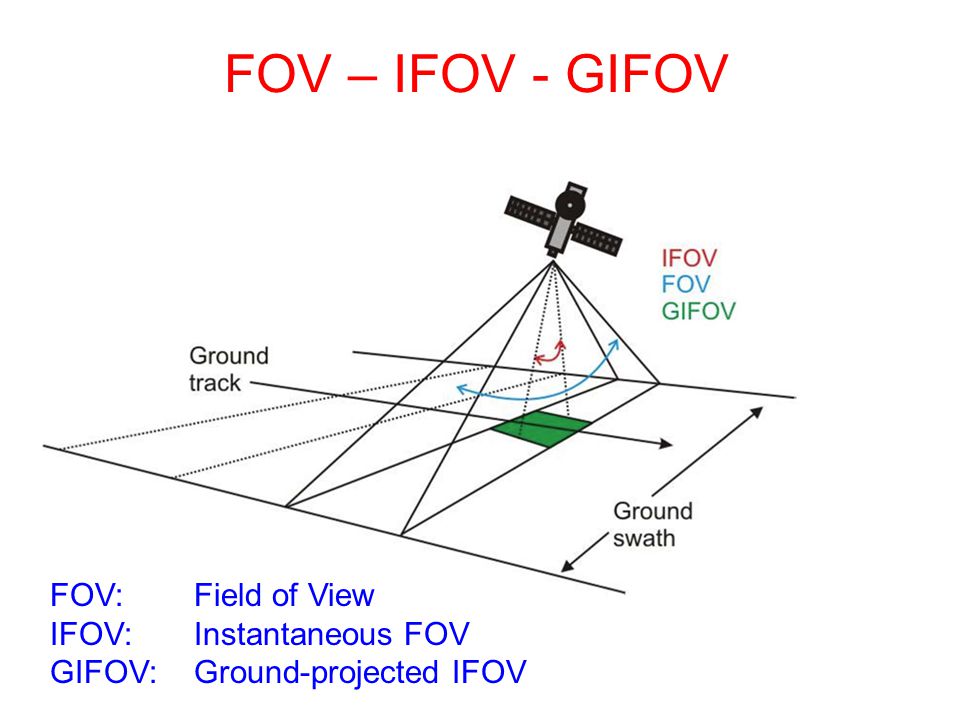 FOV – IFOV - GIFOV
IFOV
FOV
GIFOV
Ground
track
Ground
swath
FOV: Field of View
IFOV: Instantaneous FOV
GIFOV: Ground-projected IFOV